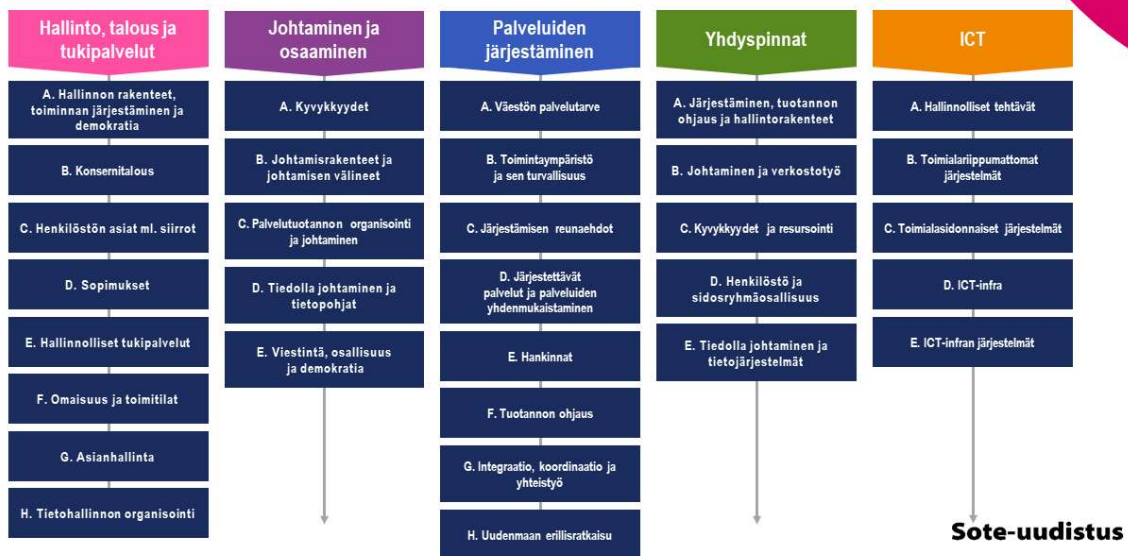 Hallinto, talous ja
tukipalvelut
A. Hallinnon rakenteet,
toiminnan järjestäminen ja
demokratia
B. Konsernitalous
C. Henkilöstön asiat ml. siirrot
D. Sopimukset
E. Hallinnolliset tukipalvelut
F. Omaisuus ja toimitilat
G. Asianhallinta
H. Tietohallinnon organisointi
Johtaminen ja
osaaminen
A. Kyvykkyydet
B. Johtamisrakenteet ja
johtamisen välineet
C. Palvelutuotannon organisointi
ja johtaminen
D. Tiedolla johtaminen ja
tietopohjat
E. Viestintä, osallisuus
ja demokratia
Palveluiden
järjestäminen
A. Väestön palvelutarve
B. Toimintaympäristö
ja sen turvallisuus
C. Järjestämisen reunaehdot
D. Järjestettävät
palvelut ja palveluiden
yhdenmukaistaminen
E. Hankinnat
F. Tuotannon ohjaus
G. Integraatio, koordinaatio ja
yhteistyö
H. Uudenmaan erillisratkaisu
Yhdyspinnat
A. Järjestäminen, tuotannon
ohjaus ja hallintorakenteet
B. Johtaminen ja verkostotyö
C. Kyvykkyydet ja resursointi
D. Henkilöstö ja
sidosryhmäosallisuus
E. Tiedolla johtaminen ja
tietojärjestelmät
ICT
A. Hallinnolliset tehtävät
B. Toimialariippumattomat
järjestelmät
C. Toimialasidonnaiset järjestelmät
D. ICT-infra
E. ICT-infran järjestelmät
Sote-uudistus